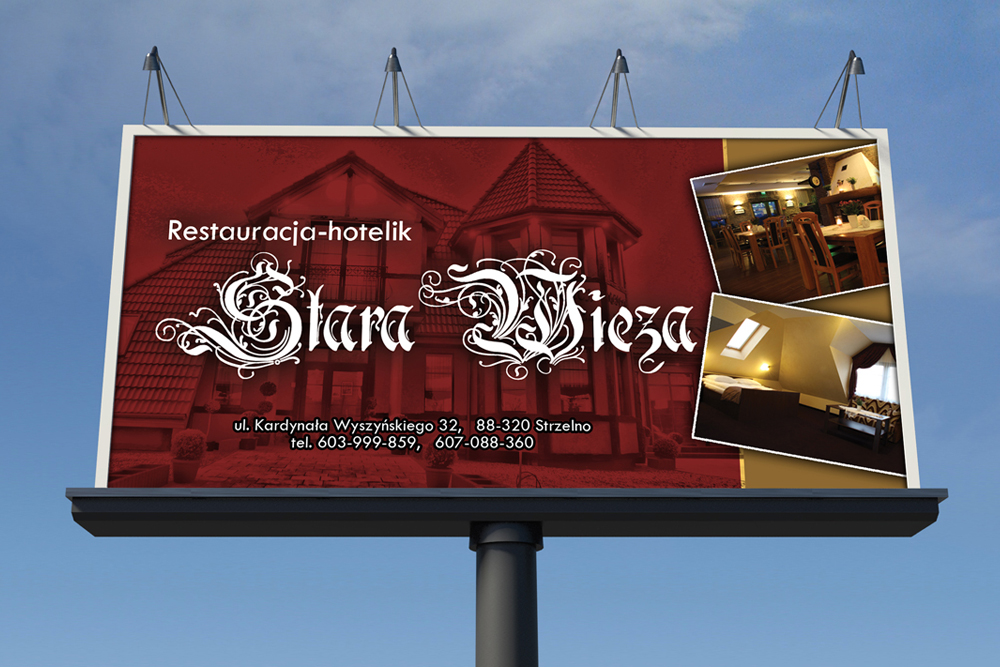 Restauracja-hotelik
Stara Wieza
ul. Kardynała Wyszyńskiego 32, 88-320 Strzelno
tel. 603-999-859, 607-088-360